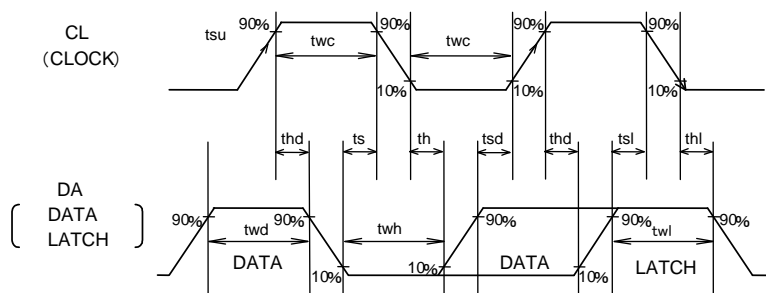 CL
(CLOCK)
tsu
90%
twc
90%
10%
twc
10%
90%
90%
10%
thd
ts
th
tsd
thd
tsl
thl
DA
DATA
LATCH
90%
twd
90%
DATA
10%
twh
10%
90%
DATA
10%
90%
twl
LATCH
90%